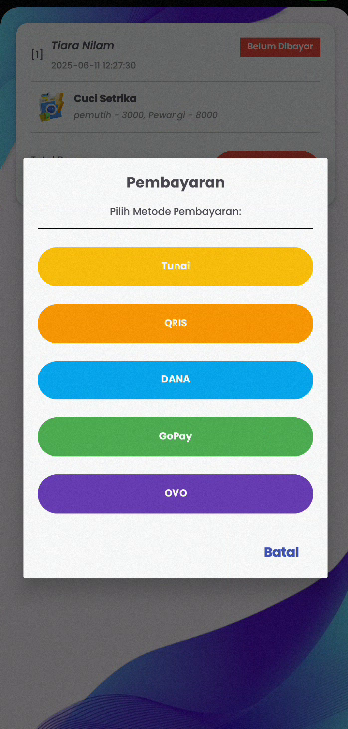 [1]
Tiara Nilam
Belum Dibayar
2025-06-11 12:27:30
Cuci Setrika
pemutih - 3000, Pewangi - 8000
Pembayaran
Pilih Metode Pembayaran:
Tunai
QRIS
DANA
GoPay
OVO
Batal